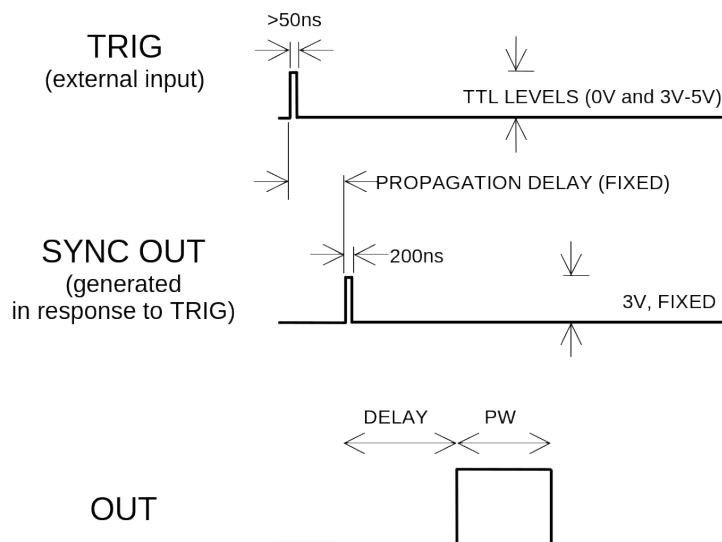 >50ns
TRIG
(external input)
TTL LEVELS (0V and 3V-5V)
PROPAGATION DELAY (FIXED)
SYNC OUT
200ns
(generated
in response to TRIG)
3V, FIXED
DELAY
PW
OUT